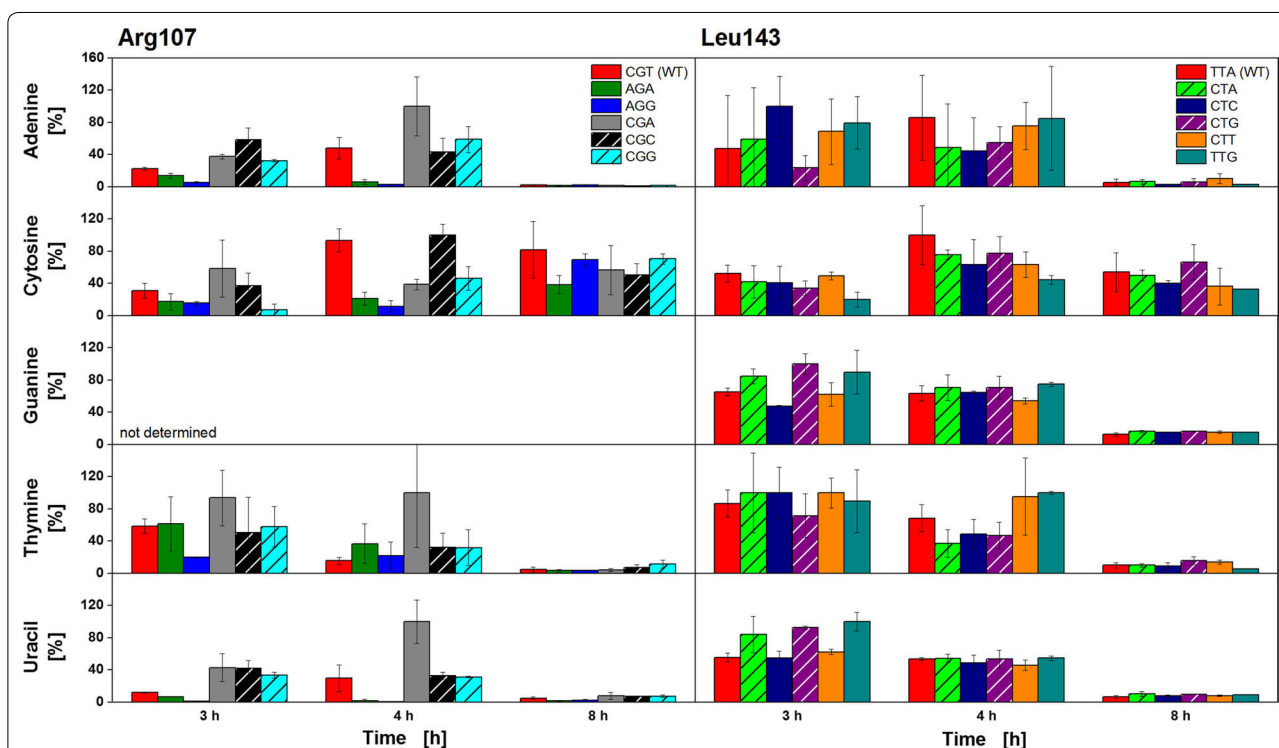 Arg107
Leu143
Adenine
[%]
160
120
80
40
0
CGT (WT)
AGA
AGG
CGA
CGC
CGG
TTA (WT)
CTA
CTC
CTG
CTT
TTG
Cytosine
[%]
120
80
40
0
Guanine
[%]
120
80
40
0
not determined
Thymine
[%]
120
80
40
0
Uracil
[%]
120
80
40
0
3 h
4 h
8 h
3 h
4 h
8 h
Time [h]
Time [h]